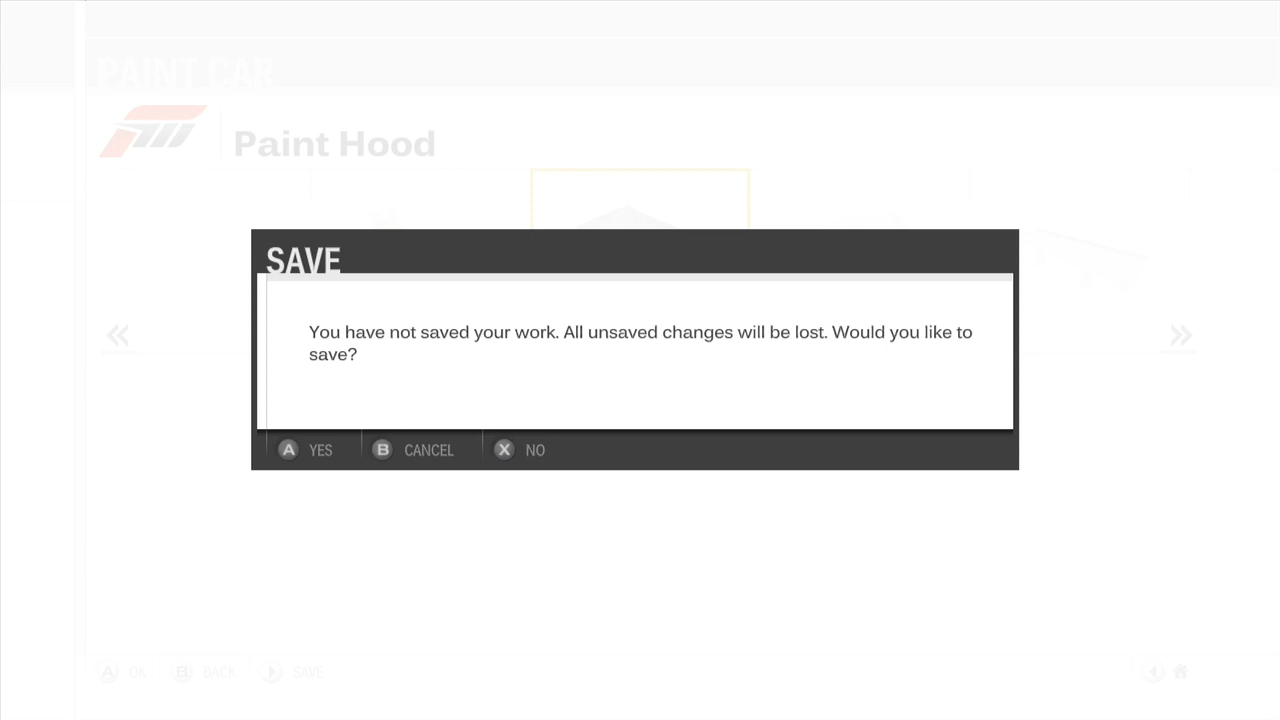 PAINT CAR
Paint Hood
SAVE
You have not saved your work. All unsaved changes will be lost. Would you like to
save?
A YES B CANCEL X NO
A OK B BACK SAVE